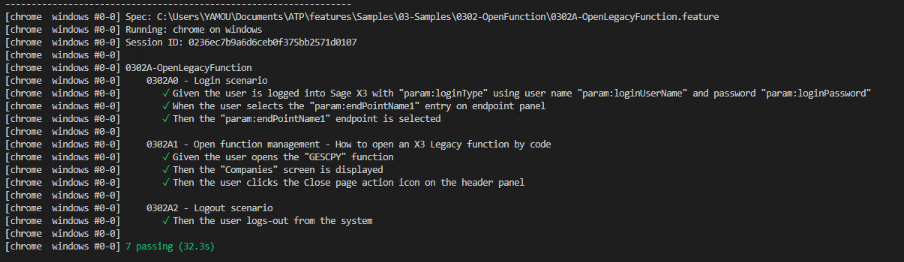 ----------------------------------------------------------------------
[chrome  windows #0-0] Spec: C:\Users\YAMOU\Documents\ATP\features\Samples\03-Samples\0302-OpenFunction\0302A-OpenLegacyFunction.feature
[chrome  windows #0-0] Running: chrome on windows
[chrome  windows #0-0] Session ID: 0236ec7b9a6d6ceb0f375bb2571d0107
[chrome  windows #0-0]
[chrome  windows #0-0] 0302A-OpenLegacyFunction
[chrome  windows #0-0]     0302A0 - Login scenario
[chrome  windows #0-0]        ✓ Given the user is logged into Sage X3 with "param:loginType" using user name "param:loginUserName" and password "param:loginPassword"
[chrome  windows #0-0]        ✓ When the user selects the "param:endPointName1" entry on endpoint panel
[chrome  windows #0-0]        ✓ Then the "param:endPointName1" endpoint is selected
[chrome  windows #0-0]
[chrome  windows #0-0]     0302A1 - Open function management - How to open an X3 Legacy function by code
[chrome  windows #0-0]        ✓ Given the user opens the "GESCPY" function
[chrome  windows #0-0]        ✓ Then the "Companies" screen is displayed
[chrome  windows #0-0]        ✓ Then the user clicks the Close page action icon on the header panel
[chrome  windows #0-0]
[chrome  windows #0-0]     0302A2 - Logout scenario
[chrome  windows #0-0]        ✓ Then the user logs-out from the system
[chrome  windows #0-0]
[chrome  windows #0-0] 7 passing (32.3s)